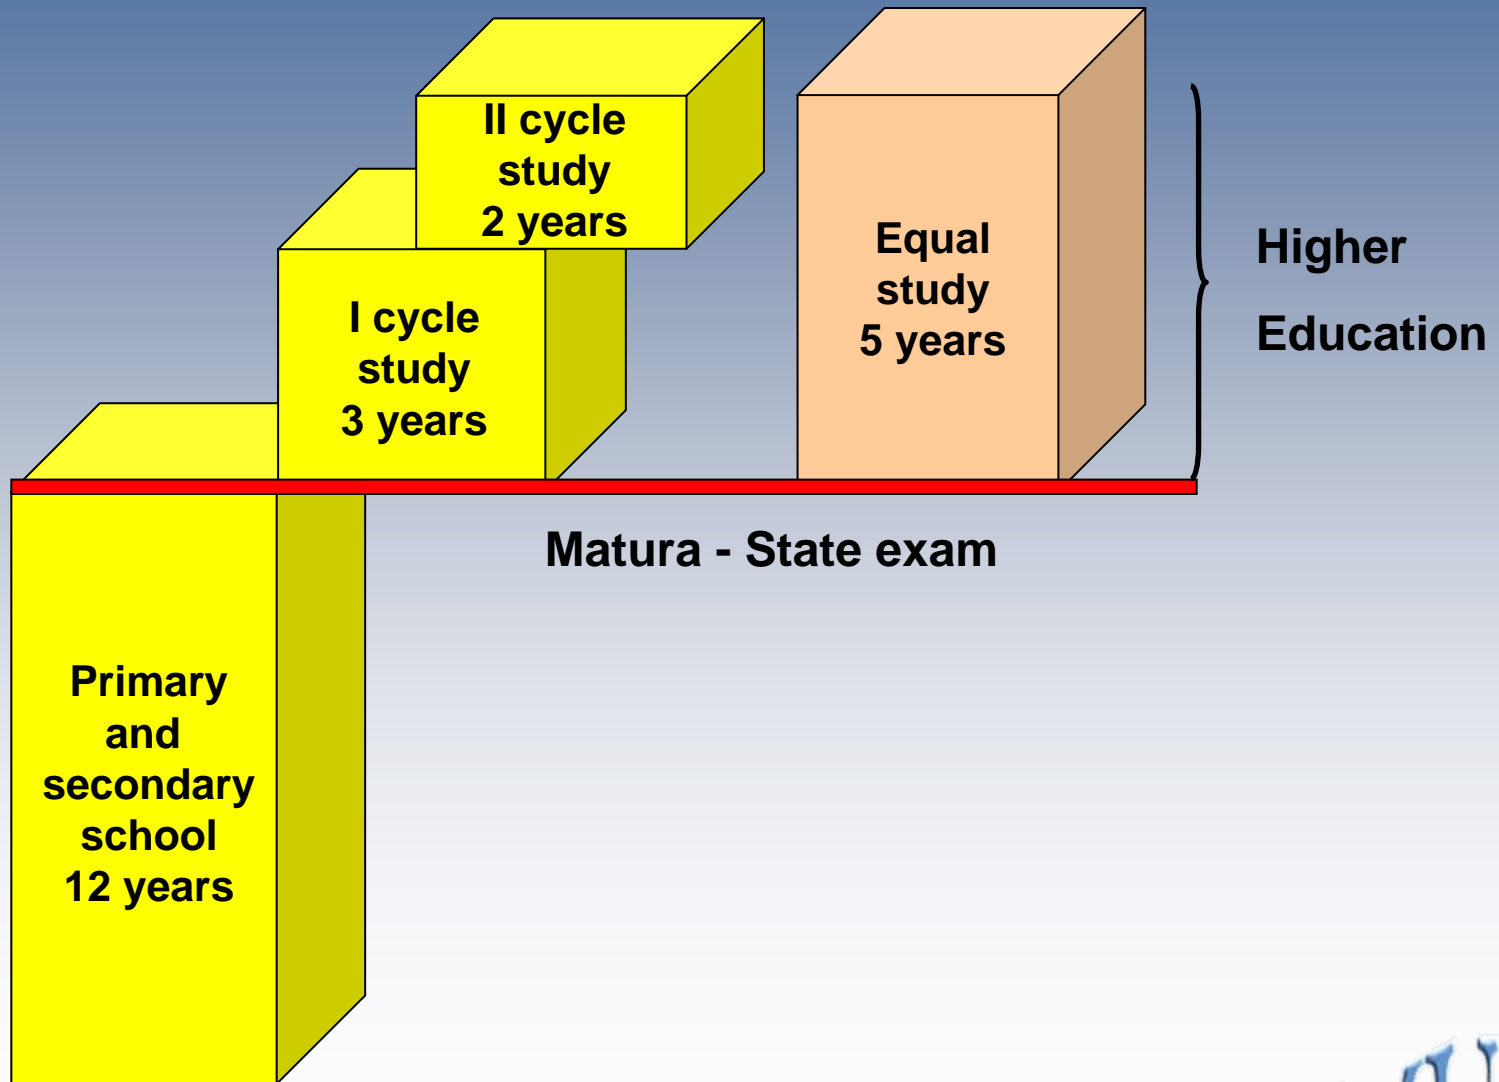 II cycle
study
2 years
I cycle
study
3 years
Equal
study
5 years
Higher
Education
Matura - State exam
Primary
and
secondary
school
12 years